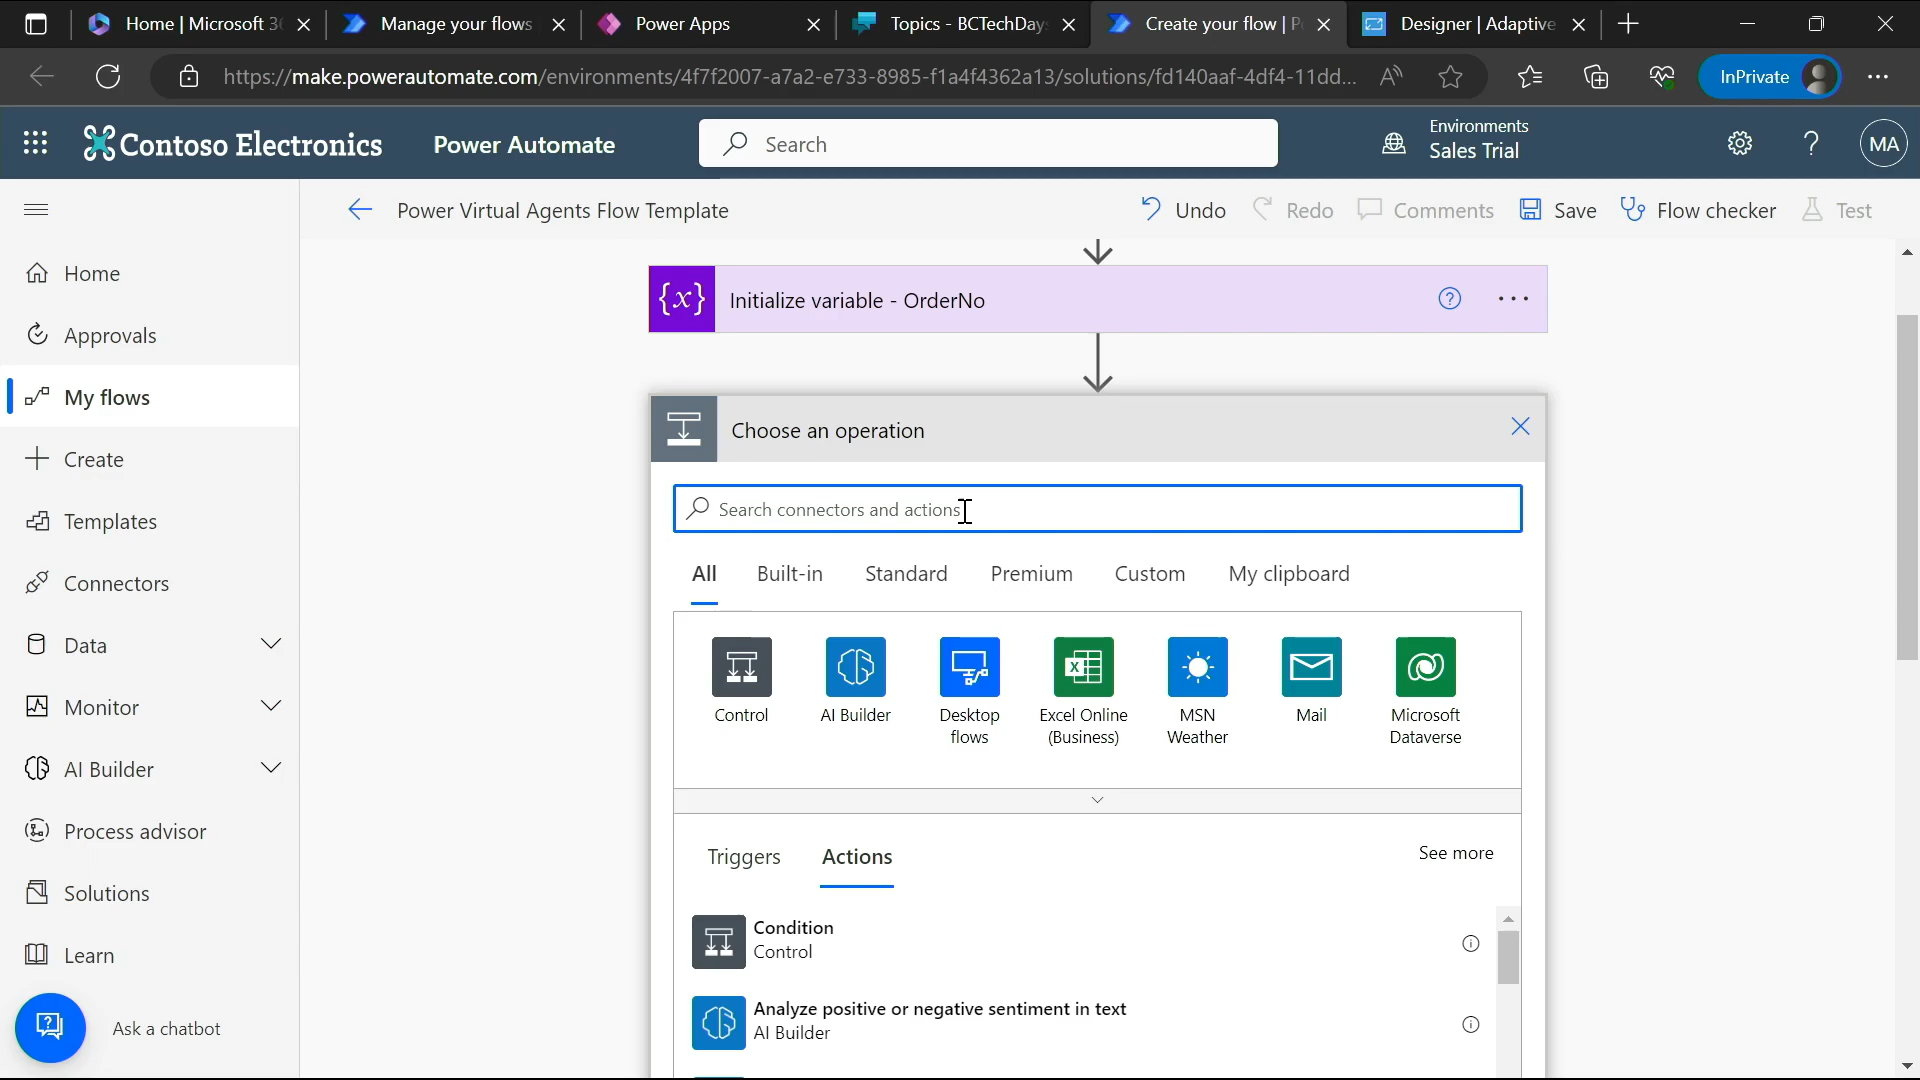 Home | Microsoft 3
Manage your flows
Power Apps
Topics - BCTechDay
Create your flow | P
Designer | Adaptive
https://make.powerautomate.com/environments/4f7f2007-a7a2-e733-8985-f1a4f4362a13/solutions/fd140aaf-4df4-11dd...
InPrivate
Contoso Electronics
Power Automate
Search
Environments
Sales Trial
MA
Power Virtual Agents Flow Template
Undo
Redo
Comments
Save
Flow checker
Test
Home
Approvals
My flows
Create
Templates
Connectors
Data
Monitor
AI Builder
Process advisor
Solutions
Learn
Ask a chatbot
{x}
Initialize variable - OrderNo
Choose an operation
Search connectors and actions
All
Built-in
Standard
Premium
Custom
My clipboard
Control
AI Builder
Desktop
flows
Excel Online
(Business)
MSN
Weather
Mail
Microsoft
Dataverse
Triggers
Actions
See more
Condition
Control
Analyze positive or negative sentiment in text
AI Builder